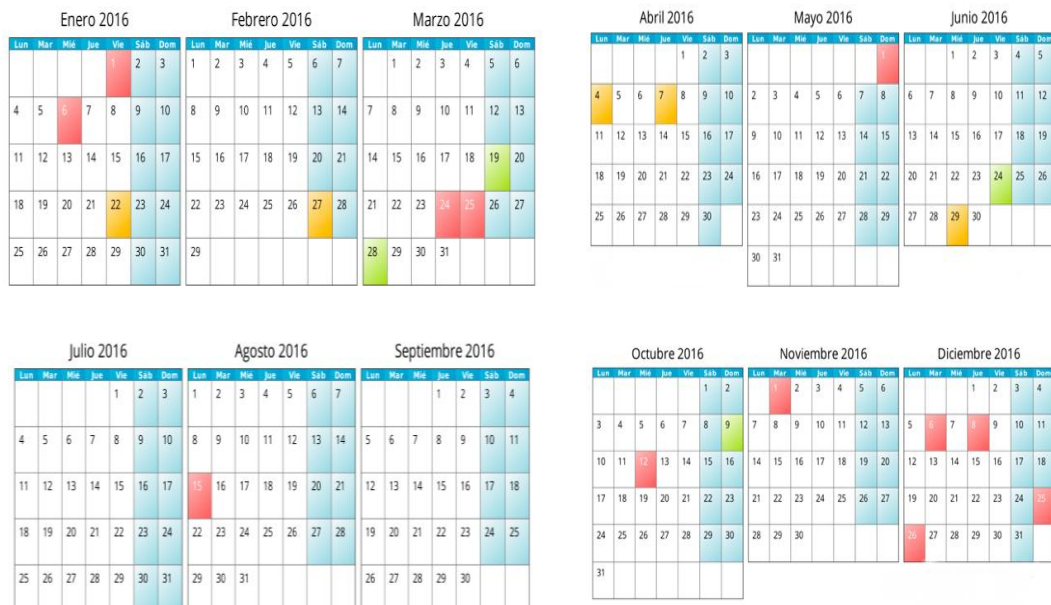 Enero 2016
Lun Mar Mié Jue Vie Sáb Dom
1 2 3
4 5 6 7 8 9 10
11 12 13 14 15 16 17
18 19 20 21 22 23 24
25 26 27 28 29 30 31
Febrero 2016
Lun Mar Mié Jue Vie Sáb Dom
1 2 3 4 5 6 7
8 9 10 11 12 13 14
15 16 17 18 19 20 21
22 23 24 25 26 27 28
29
Marzo 2016
Lun Mar Mié Jue Vie Sáb Dom
1 2 3 4 5 6
7 8 9 10 11 12 13
14 15 16 17 18 19 20
21 22 23 24 25 26 27
28 29 30 31
Abril 2016
Lun Mar Mié Jue Vie Sáb Dom
1 2 3
4 5 6 7 8 9 10
11 12 13 14 15 16 17
18 19 20 21 22 23 24
25 26 27 28 29 30
Mayo 2016
Lun Mar Mié Jue Vie Sáb Dom
1
2 3 4 5 6 7 8
9 10 11 12 13 14 15
16 17 18 19 20 21 22
23 24 25 26 27 28 29
30 31
Junio 2016
Lun Mar Mié Jue Vie Sáb Dom
1 2 3 4 5
6 7 8 9 10 11 12
13 14 15 16 17 18 19
20 21 22 23 24 25 26
27 28 29 30
Julio 2016
Lun Mar Mié Jue Vie Sáb Dom
1 2 3
4 5 6 7 8 9 10
11 12 13 14 15 16 17
18 19 20 21 22 23 24
25 26 27 28 29 30 31
Agosto 2016
Lun Mar Mié Jue Vie Sáb Dom
1 2 3 4 5 6 7
8 9 10 11 12 13 14
15 16 17 18 19 20 21
22 23 24 25 26 27 28
29 30 31
Septiembre 2016
Lun Mar Mié Jue Vie Sáb Dom
1 2 3 4
5 6 7 8 9 10 11
12 13 14 15 16 17 18
19 20 21 22 23 24 25
26 27 28 29 30
Octubre 2016
Lun Mar Mié Jue Vie Sáb Dom
1 2
3 4 5 6 7 8 9
10 11 12 13 14 15 16
17 18 19 20 21 22 23
24 25 26 27 28 29 30
31
Noviembre 2016
Lun Mar Mié Jue Vie Sáb Dom
1 2 3 4 5 6
7 8 9 10 11 12 13
14 15 16 17 18 19 20
21 22 23 24 25 26 27
28 29 30
Diciembre 2016
Lun Mar Mié Jue Vie Sáb Dom
1 2 3 4
5 6 7 8 9 10 11
12 13 14 15 16 17 18
19 20 21 22 23 24 25
26 27 28 29 30 31